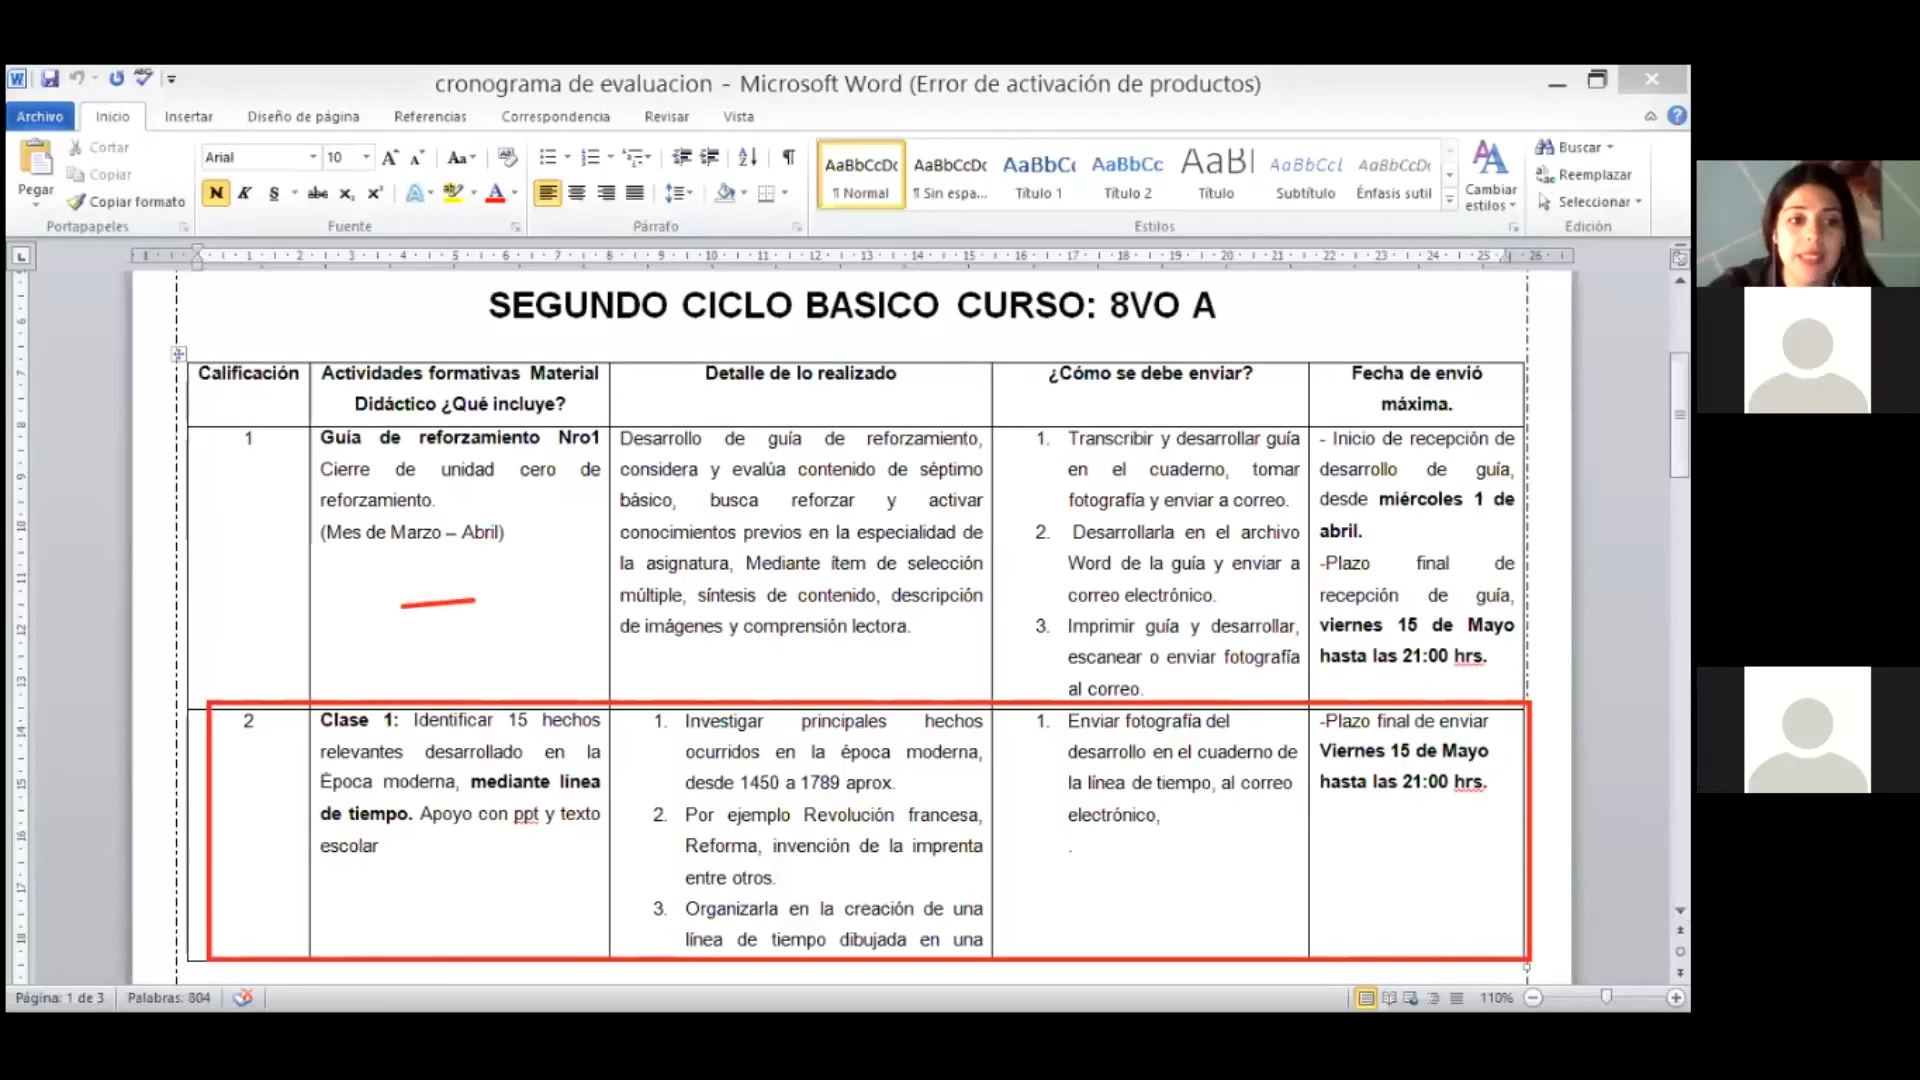 cronograma de evaluacion - Microsoft Word (Error de activación de productos)
Archivo Inicio Insertar Diseño de página Referencias Correspondencia Revisar Vista
Pegar
Cortar
Copiar
Copiar formato
Portapapeles
Arial 10
Fuente
Párrafo
AaBbCcDc AaBbCcDc AaBbC AaBbCc AaBl AaBbCcL AaBbCcDc
¶ Normal ¶ Sin espa... Título 1 Título 2 Título Subtítulo Énfasis sutil
Estilos
Cambiar estilos
Buscar
Reemplazar
Seleccionar
Edición
SEGUNDO CICLO BASICO CURSO: 8VO A
Calificación
Actividades formativas Material
Didáctico ¿Qué incluye?
Detalle de lo realizado
¿Cómo se debe enviar?
Fecha de envió
máxima.
1
Guía de reforzamiento Nro1
Cierre de unidad cero de
reforzamiento.
(Mes de Marzo – Abril)
Desarrollo de guía de reforzamiento,
considera y evalúa contenido de séptimo
básico, busca reforzar y activar
conocimientos previos en la especialidad de
la asignatura, Mediante ítem de selección
múltiple, síntesis de contenido, descripción
de imágenes y comprensión lectora.
1. Transcribir y desarrollar guía
en el cuaderno, tomar
fotografía y enviar a correo.
2. Desarrollarla en el archivo
Word de la guía y enviar a
correo electrónico.
3. Imprimir guía y desarrollar,
escanear o enviar fotografía
al correo.
- Inicio de recepción de
desarrollo de guía,
desde miércoles 1 de
abril.
-Plazo final de
recepción de guía,
viernes 15 de Mayo
hasta las 21:00 hrs.
2
Clase 1: Identificar 15 hechos
relevantes desarrollado en la
Época moderna, mediante línea
de tiempo. Apoyo con ppt y texto
escolar
1. Investigar principales hechos
ocurridos en la época moderna,
desde 1450 a 1789 aprox.
2. Por ejemplo Revolución francesa,
Reforma, invención de la imprenta
entre otros.
3. Organizarla en la creación de una
línea de tiempo dibujada en una
1. Enviar fotografía del
desarrollo en el cuaderno de
la línea de tiempo, al correo
electrónico,
.
-Plazo final de enviar
Viernes 15 de Mayo
hasta las 21:00 hrs.
Página: 1 de 3 Palabras: 804 110%